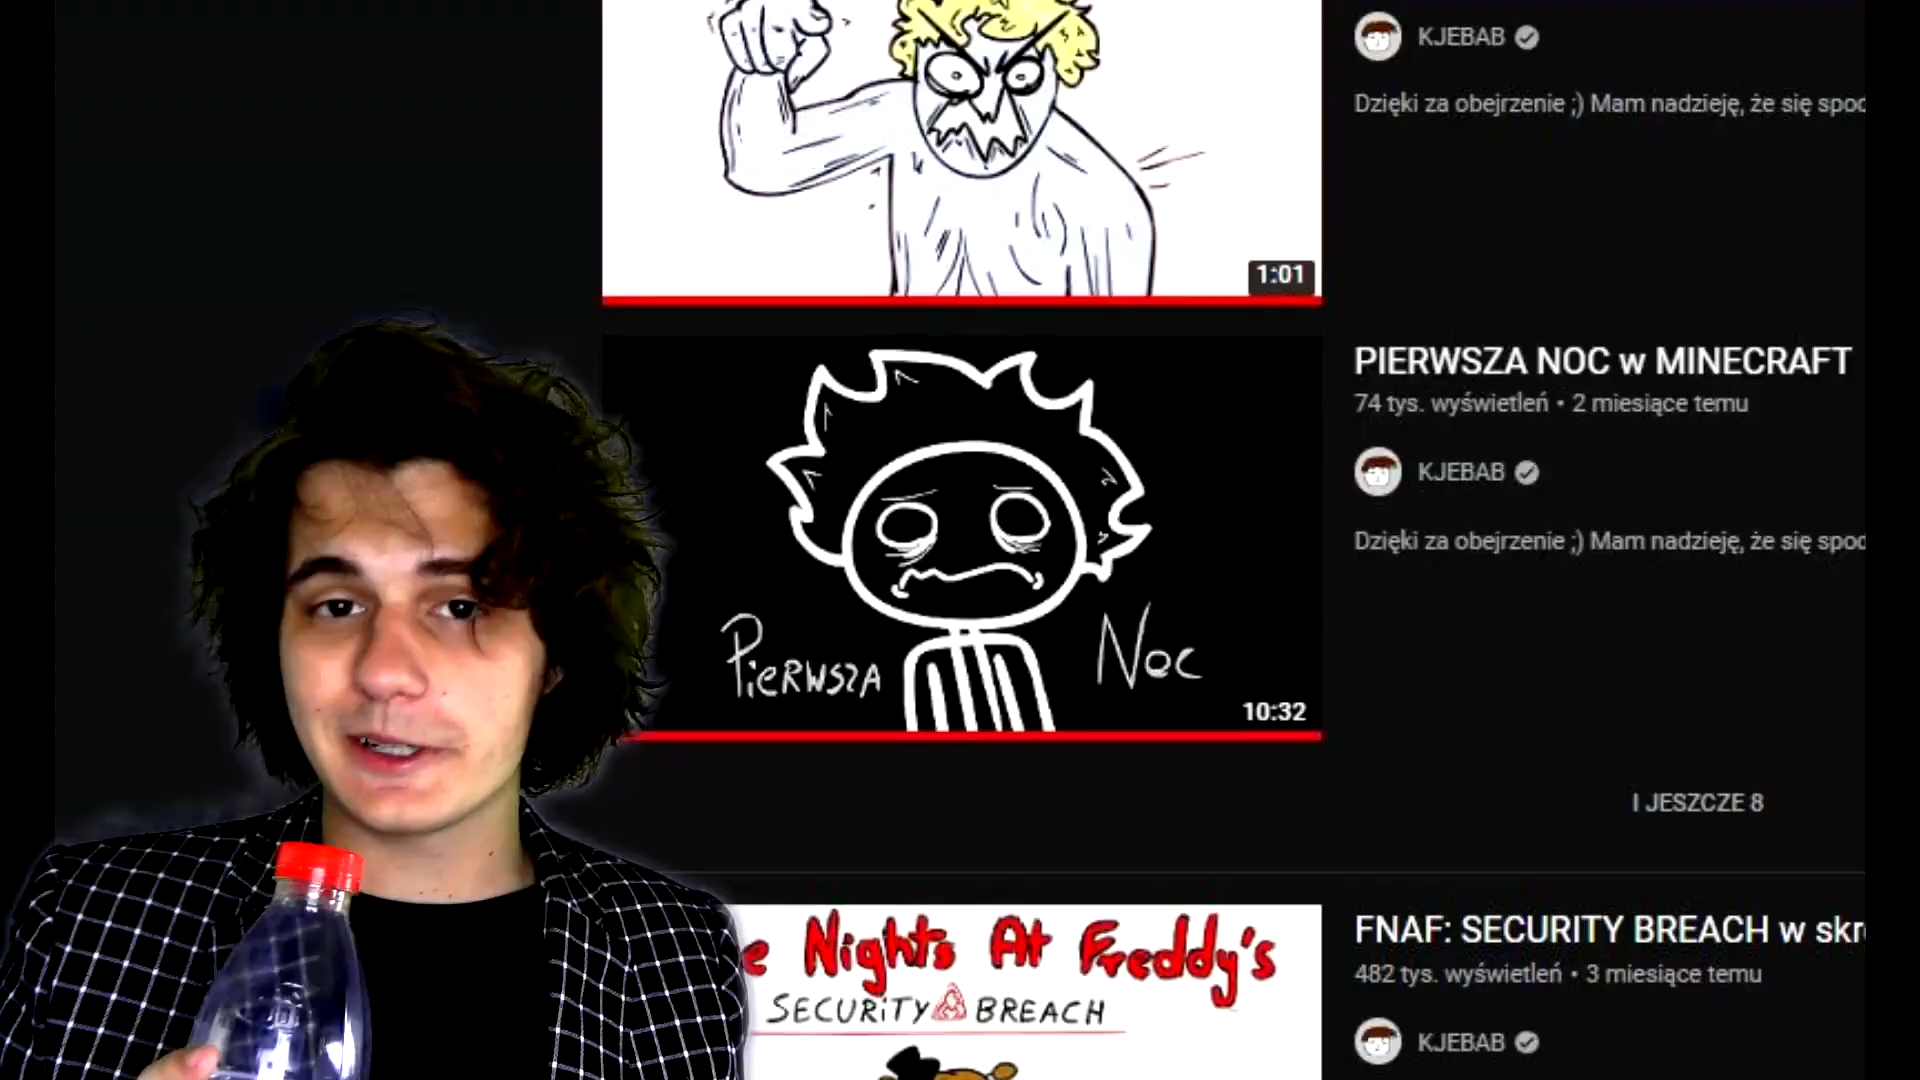 KJEBAB
Dzięki za obejrzenie ;) Mam nadzieję, że się spod
1:01
PIERWSZA NOC w MINECRAFT
74 tys. wyświetleń • 2 miesiące temu
KJEBAB
Dzięki za obejrzenie ;) Mam nadzieję, że się spod
PiERWSZA NOC
10:32
I JESZCZE 8
e Nights At Freddy's
SECURiTY BREACH
FNAF: SECURITY BREACH w skr
482 tys. wyświetleń • 3 miesiące temu
KJEBAB